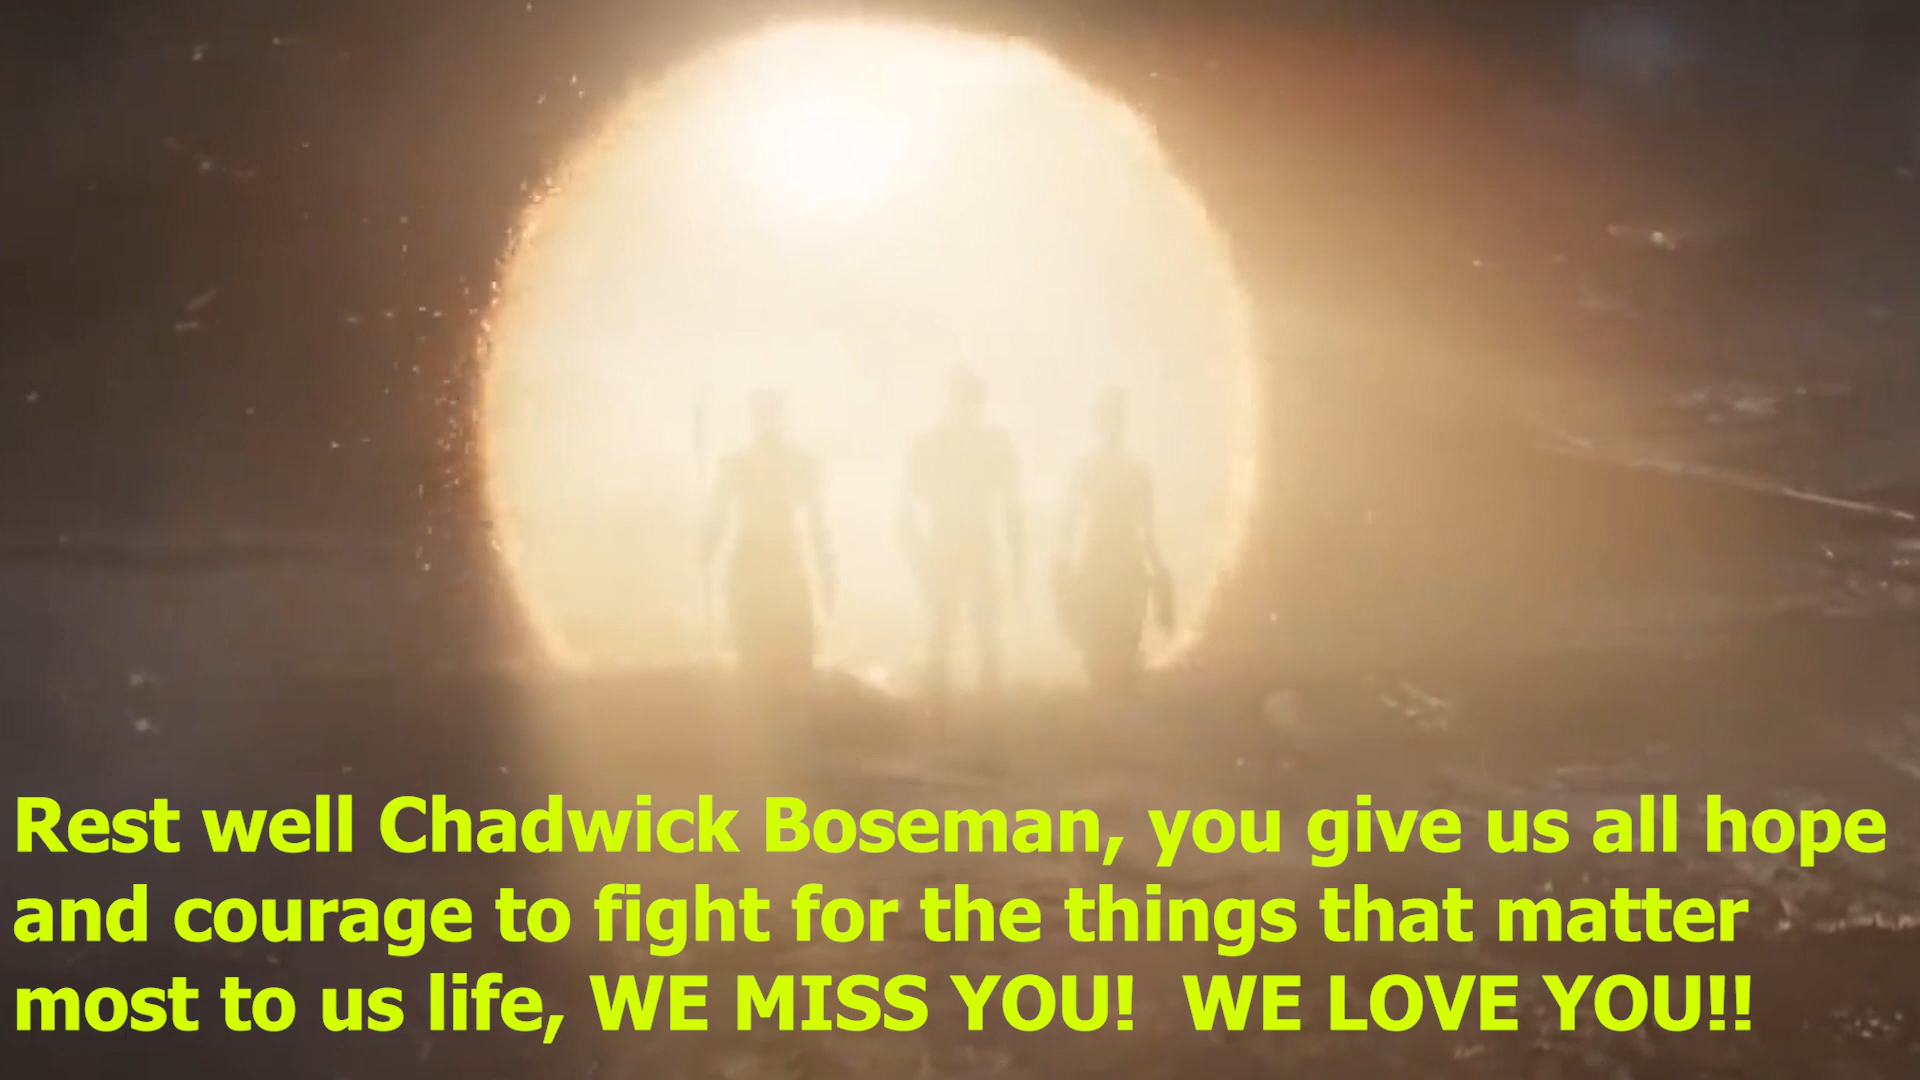 Rest well Chadwick Boseman, you give us all hope
and courage to fight for the things that matter
most to us life, WE MISS YOU!  WE LOVE YOU!!